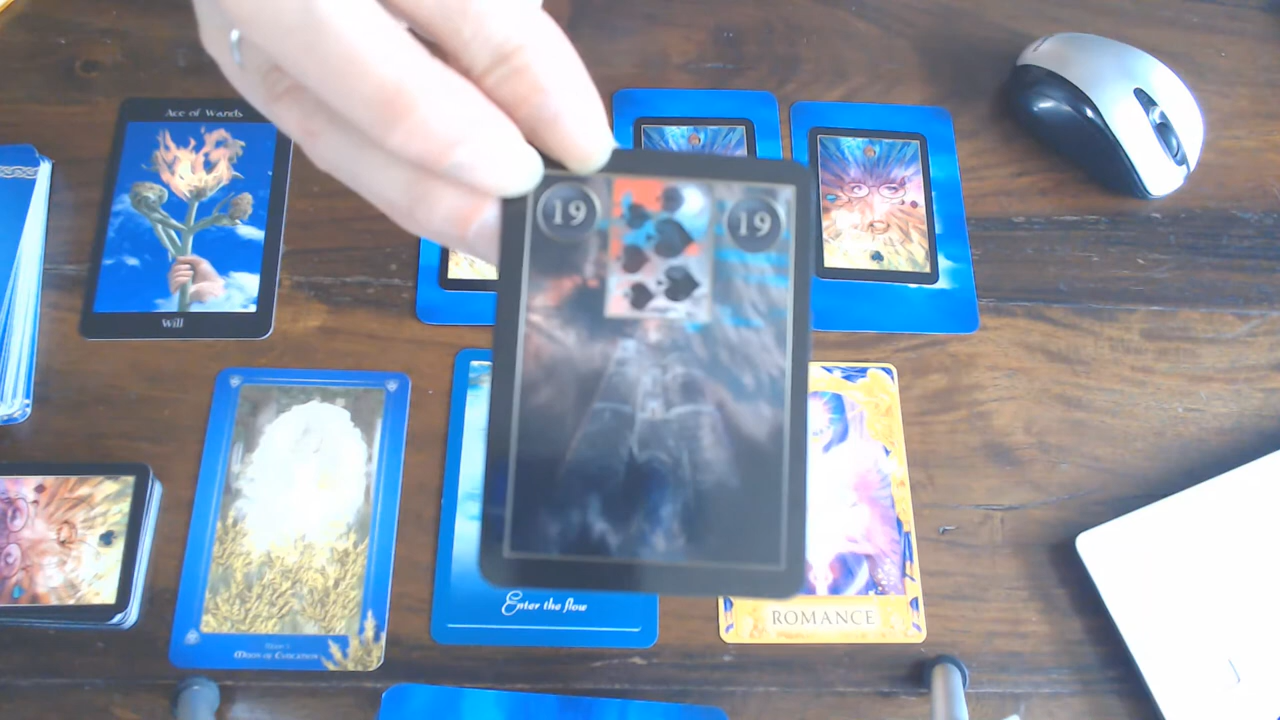 Ace of Wands
19 19
Will
Enter the flow
ROMANCE